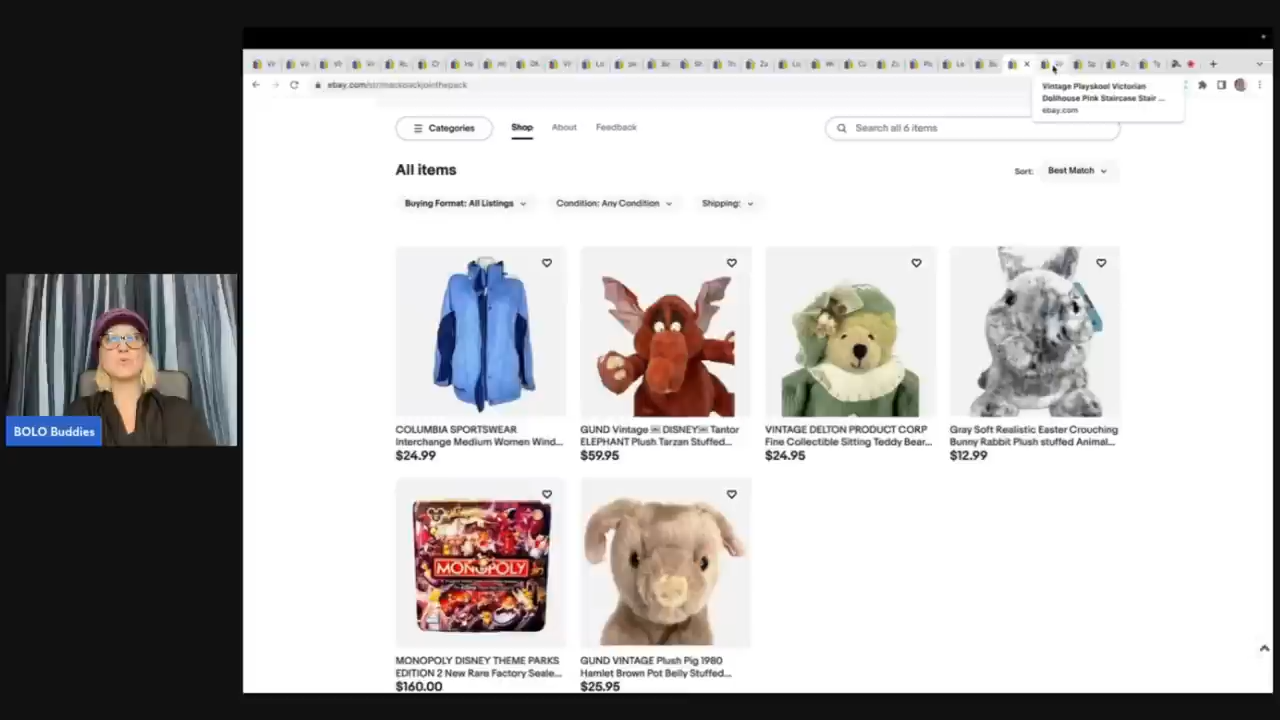 ebay.com/str/mackspackjointhepack
Vintage Playskool Victorian
Dollhouse Pink Staircase Stair ...
ebay.com
Categories
Shop
About
Feedback
Search all 6 items
All items
Sort:
Best Match
Buying Format: All Listings
Condition: Any Condition
Shipping:
COLUMBIA SPORTSWEAR
Interchange Medium Women Wind...
$24.99
GUND Vintage DISNEY Tantor
ELEPHANT Plush Tarzan Stuffed...
$59.95
VINTAGE DELTON PRODUCT CORP
Fine Collectible Sitting Teddy Bear...
$24.95
Gray Soft Realistic Easter Crouching
Bunny Rabbit Plush stuffed Animal...
$12.99
BOLO Buddies
MONOPOLY
MONOPOLY DISNEY THEME PARKS
EDITION 2 New Rare Factory Seale...
$160.00
GUND VINTAGE Plush Pig 1980
Hamlet Brown Pot Belly Stuffed...
$25.95